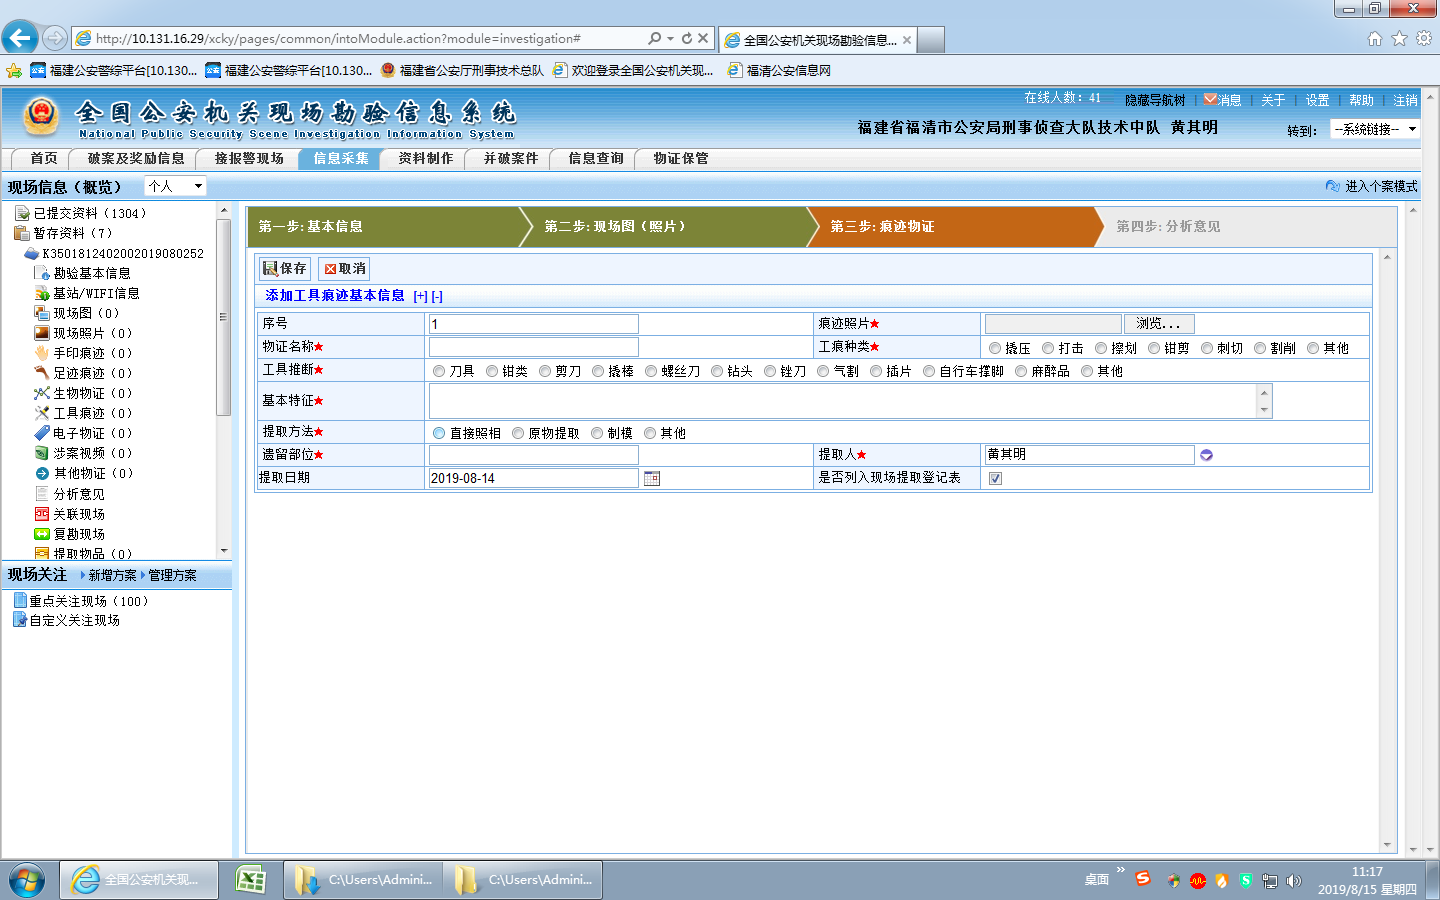 http://10.131.16.29/xcky/pages/common/intoModule.action?module=investigation#
全国公安机关现场勘验信息...
福建公安警综平台[10.130... 福建公安警综平台[10.130... 福建省公安厅刑事技术总队 欢迎登录全国公安机关现... 福清公安信息网
全国公安机关现场勘验信息系统
National Public Security Scene Investigation Information System
在线人数：41 隐藏导航树 消息 关于 设置 帮助 注销
福建省福清市公安局刑事侦查大队技术中队 黄其明 转到： --系统链接--
首页 破案及奖励信息 接报警现场 信息采集 资料制作 并破案件 信息查询 物证保管
现场信息（概览） 个人 进入个案模式
已提交资料（1304）
暂存资料（7）
K3501812402002019080252
勘验基本信息
基站/WIFI信息
现场图（0）
现场照片（0）
手印痕迹（0）
足迹痕迹（0）
生物物证（0）
工具痕迹（0）
电子物证（0）
涉案视频（0）
其他物证（0）
分析意见
关联现场
复勘现场
提取物品（0）
现场关注 新增方案 管理方案
重点关注现场（100）
自定义关注现场
第一步：基本信息 第二步：现场图（照片） 第三步：痕迹物证 第四步：分析意见
保存 取消
添加工具痕迹基本信息 [+] [-]
序号 1 痕迹照片★ 浏览...
物证名称★ 工痕种类★ 撬压 打击 擦划 钳剪 刺切 割削 其他
工具推断★ 刀具 钳类 剪刀 撬棒 螺丝刀 钻头 锉刀 气割 插片 自行车撑脚 麻醉品 其他
基本特征★
提取方法★ 直接照相 原物提取 制模 其他
遗留部位★ 提取人★ 黄其明
提取日期 2019-08-14 是否列入现场提取登记表
全国公安机关现... C:\Users\Admini... C:\Users\Admini... 桌面 11:17
2019/8/15 星期四